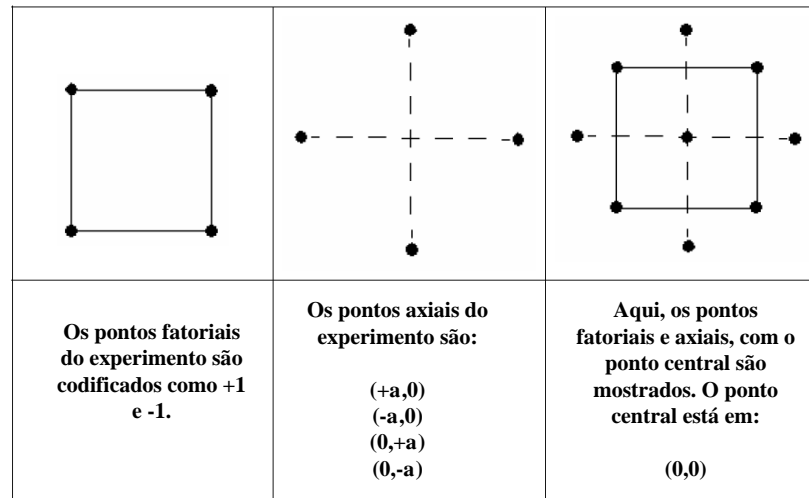 Os pontos fatoriais
do experimento são
codificados como +1
e -1.
Os pontos axiais do
experimento são:
(+a,0)
(-a,0)
(0,+a)
(0,-a)
Aqui, os pontos
fatoriais e axiais, com o
ponto central são
mostrados. O ponto
central está em:
(0,0)